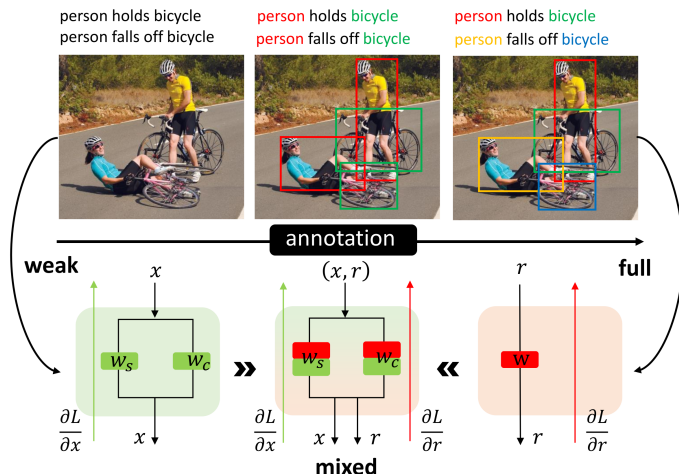 person holds bicycle
person falls off bicycle
person holds bicycle
person falls off bicycle
person holds bicycle
person falls off bicycle
annotation
weak
full
x
(x, r)
r
w_s
w_c
w_s
w_c
w
»
«
∂L/∂x
x
∂L/∂x
x
r
∂L/∂r
r
∂L/∂r
mixed